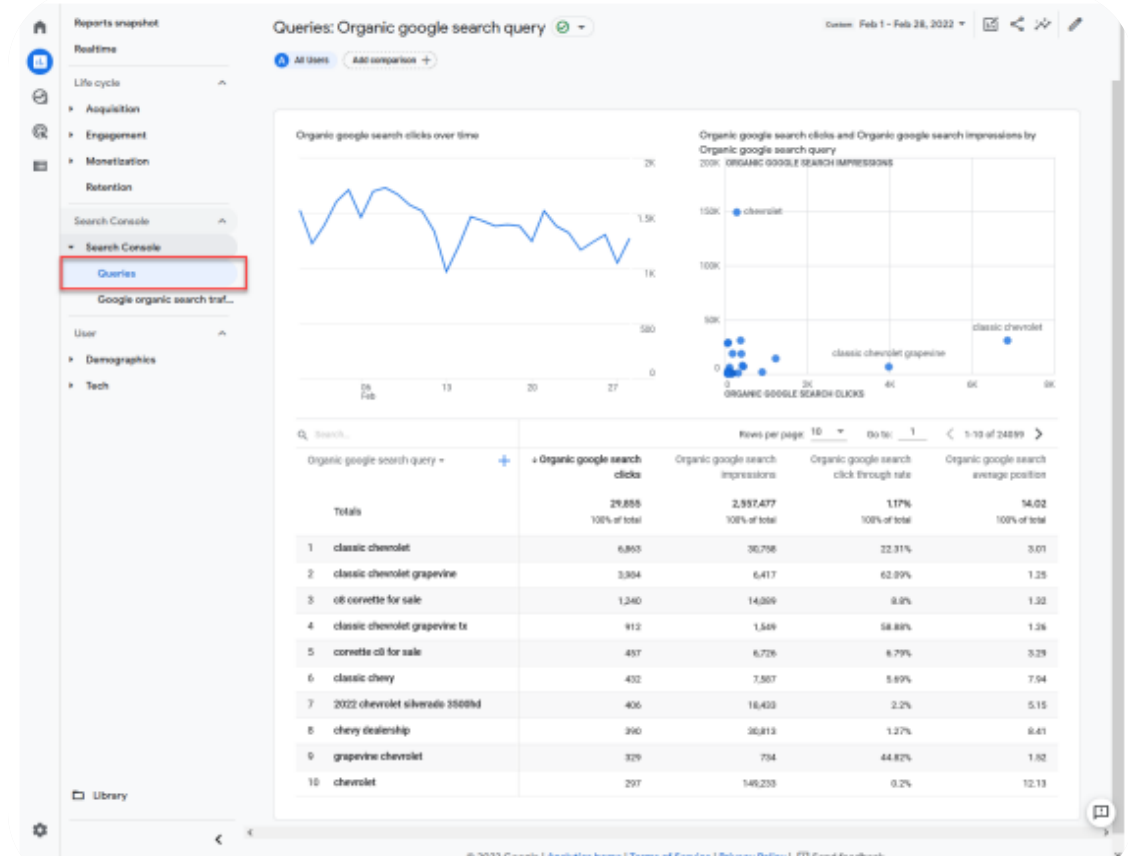 Reports snapshot
Realtime
Life cycle
Acquisition
Engagement
Monetization
Retention
Search Console
Search Console
Queries
Google organic search traf...
User
Demographics
Tech
Library
Queries: Organic google search query
Custom Feb 1 - Feb 28, 2022
A All Users
Add comparison +
Organic google search clicks over time
2K
1.5K
1K
500
0
06
Feb
13
20
27
Organic google search clicks and Organic google search impressions by
Organic google search query
200K ORGANIC GOOGLE SEARCH IMPRESSIONS
150K
chevrolet
100K
50K
classic chevrolet
classic chevrolet grapevine
0
0 2K 4K 6K 8K
ORGANIC GOOGLE SEARCH CLICKS
Search...
Rows per page: 10 Go to: 1 1-10 of 24059
Organic google search query + ↓ Organic google search clicks Organic google search impressions Organic google search click through rate Organic google search average position
Totals 29,855 2,557,477 1.17% 14.02
100% of total 100% of total 100% of total 100% of total
1 classic chevrolet 6,863 30,758 22.31% 3.01
2 classic chevrolet grapevine 3,984 6,417 62.09% 1.25
3 c8 corvette for sale 1,240 14,089 8.8% 1.32
4 classic chevrolet grapevine tx 912 1,549 58.88% 1.26
5 corvette c8 for sale 457 6,726 6.79% 3.29
6 classic chevy 432 7,587 5.69% 7.94
7 2022 chevrolet silverado 3500hd 406 18,433 2.2% 5.15
8 chevy dealership 390 30,813 1.27% 8.41
9 grapevine chevrolet 329 734 44.82% 1.52
10 chevrolet 297 149,233 0.2% 12.13
Google | Analytics home | Terms of Service | Privacy Policy | Send feedback